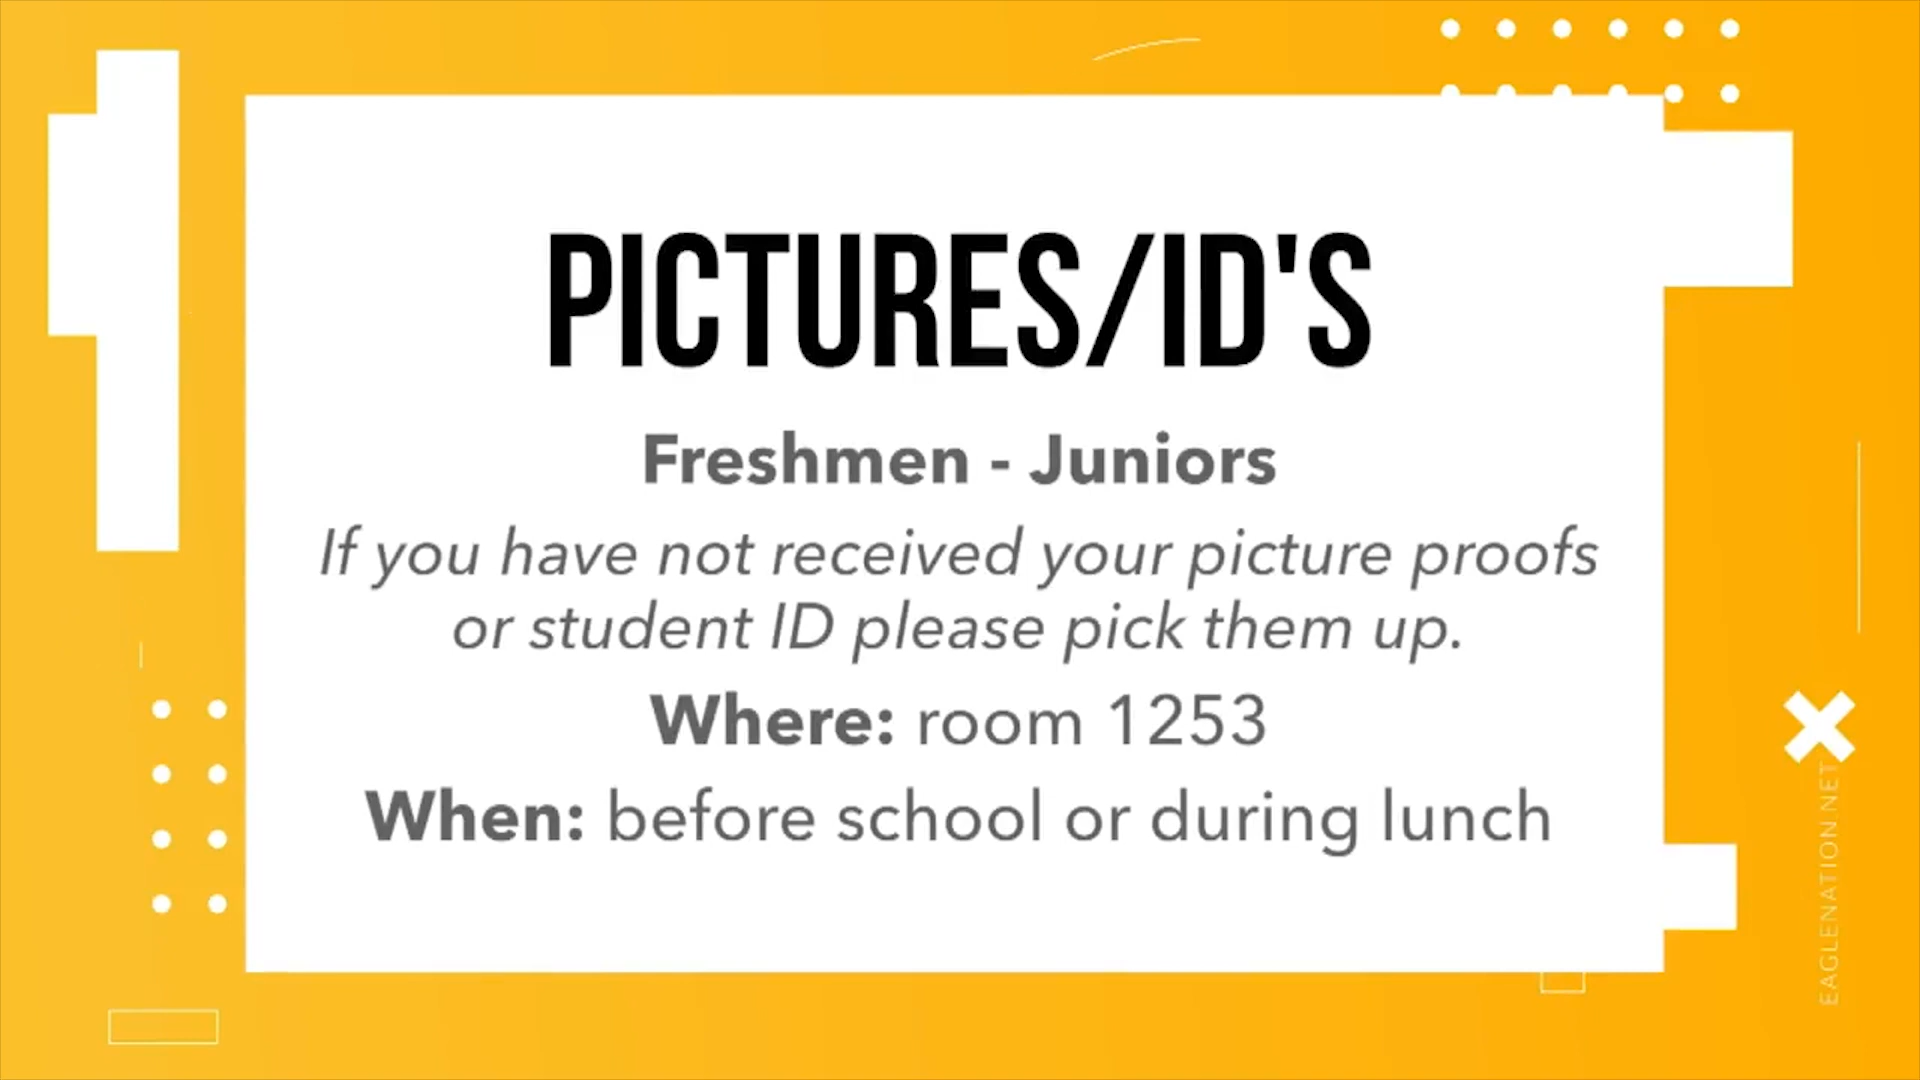 PICTURES/ID'S
Freshmen - Juniors
If you have not received your picture proofs
or student ID please pick them up.
Where: room 1253
When: before school or during lunch
EAGLENATION.NET